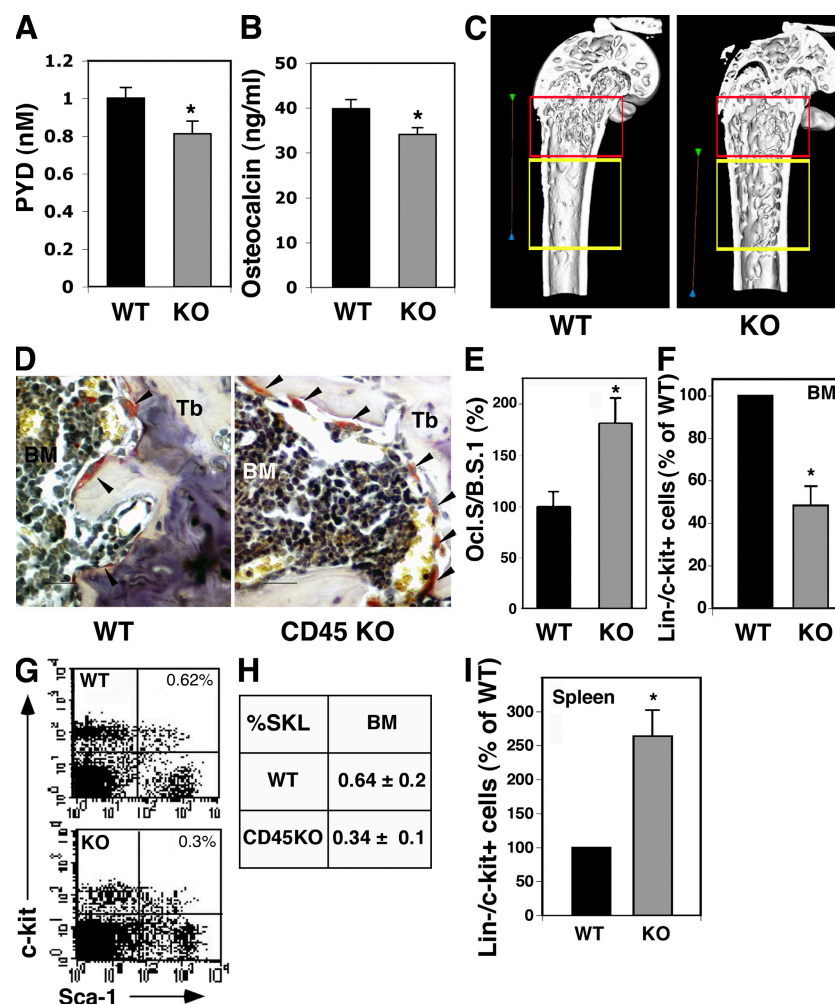 A
PYD (nM)
1.2
1
0.8
0.6
0.4
0.2
0
*
WT KO
B
Osteocalcin (ng/ml)
50
40
30
20
10
0
*
WT KO
C
WT KO
D
BM
Tb
BM
Tb
WT CD45 KO
E
Ocl.S/B.S.1 (%)
200
150
100
50
0
*
WT KO
F
Lin-/c-kit+ cells (% of WT)
BM
100
80
60
40
20
0
*
WT KO
G
WT 0.62%
KO 0.3%
c-kit
Sca-1
H
%SKL BM
WT 0.64 ± 0.2
CD45KO 0.34 ± 0.1
I
Lin-/c-kit+ cells (% of WT)
Spleen
300
250
200
150
100
50
0
*
WT KO